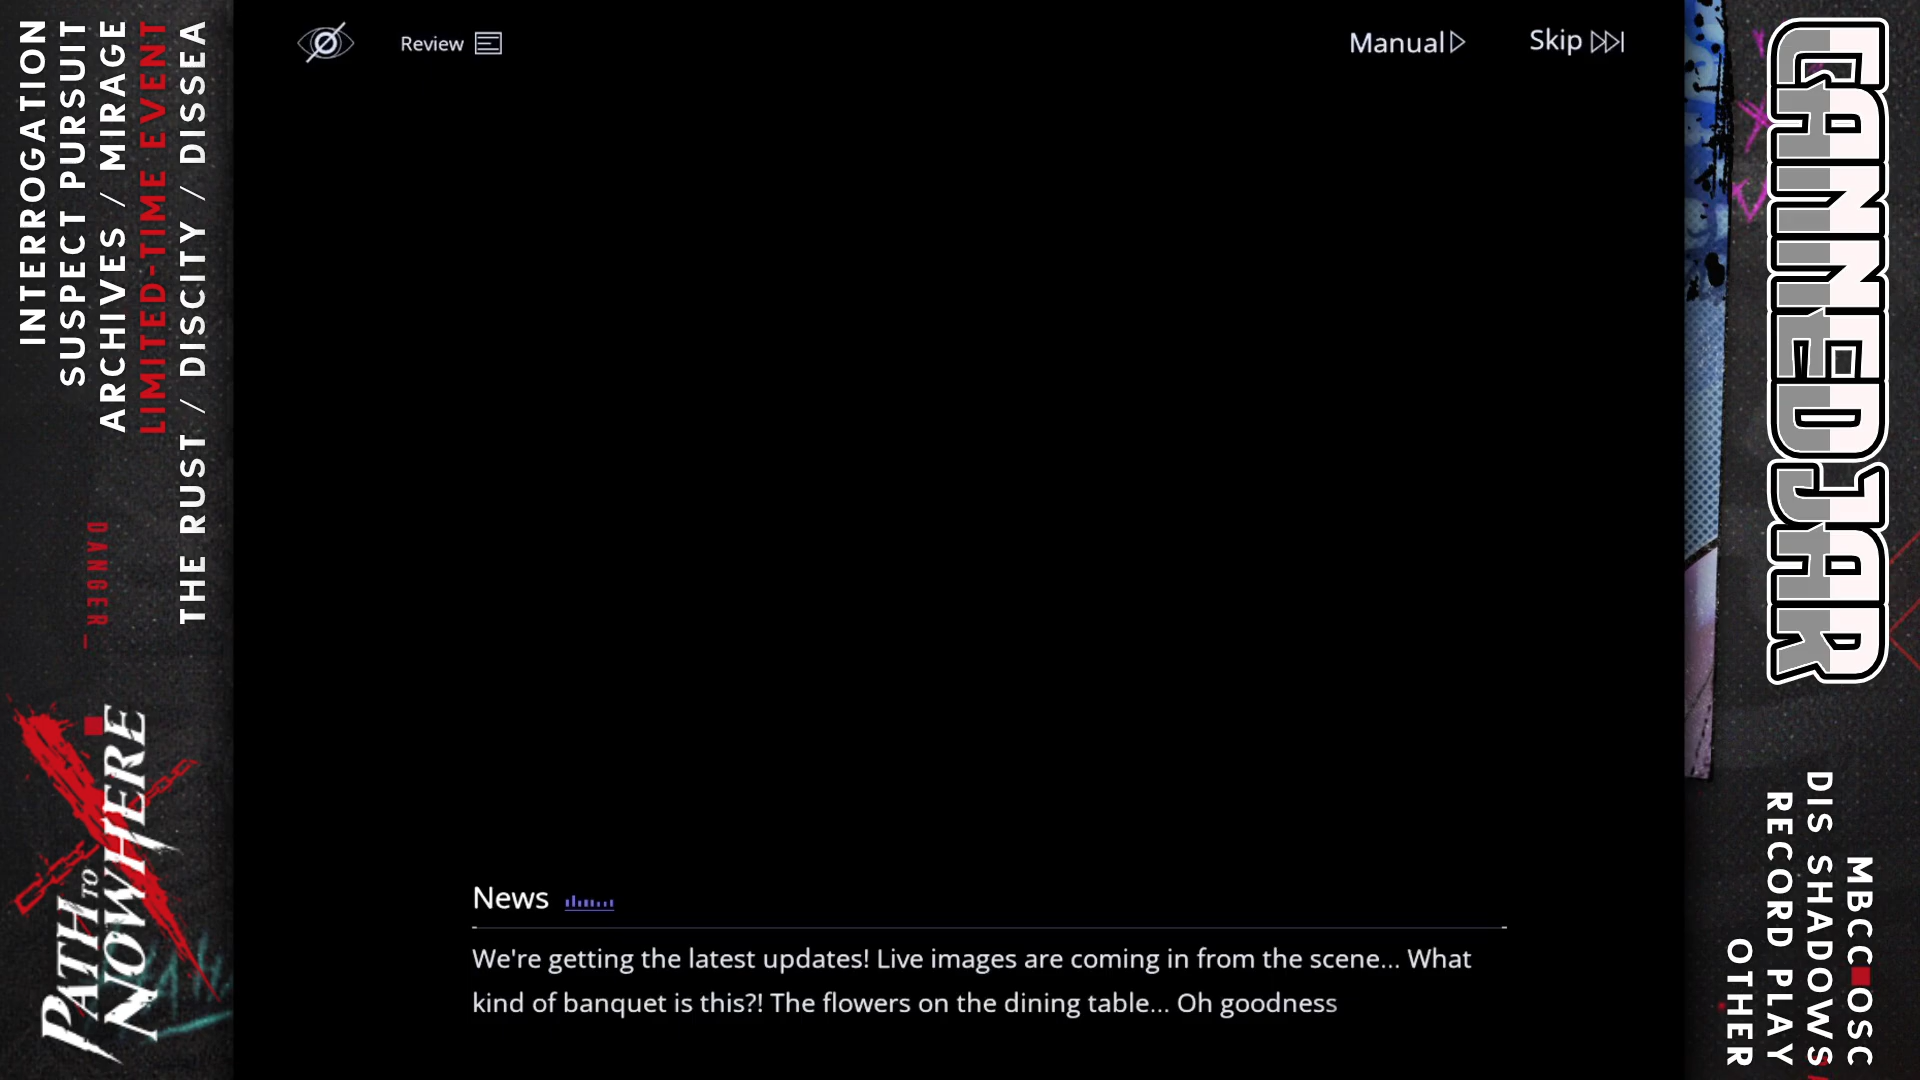 INTERROGATION
SUSPECT PURSUIT
ARCHIVES / MIRAGE
LIMITED-TIME EVENT
THE RUST / DISCITY / DISSEA
DANGER
PATH TO
NOWHERE
Review
Manual
Skip
News
We're getting the latest updates! Live images are coming in from the scene... What
kind of banquet is this?! The flowers on the dining table... Oh goodness
CANNEDJAR
MBCC OSC
DIS SHADOWS
RECORD PLAY
OTHER